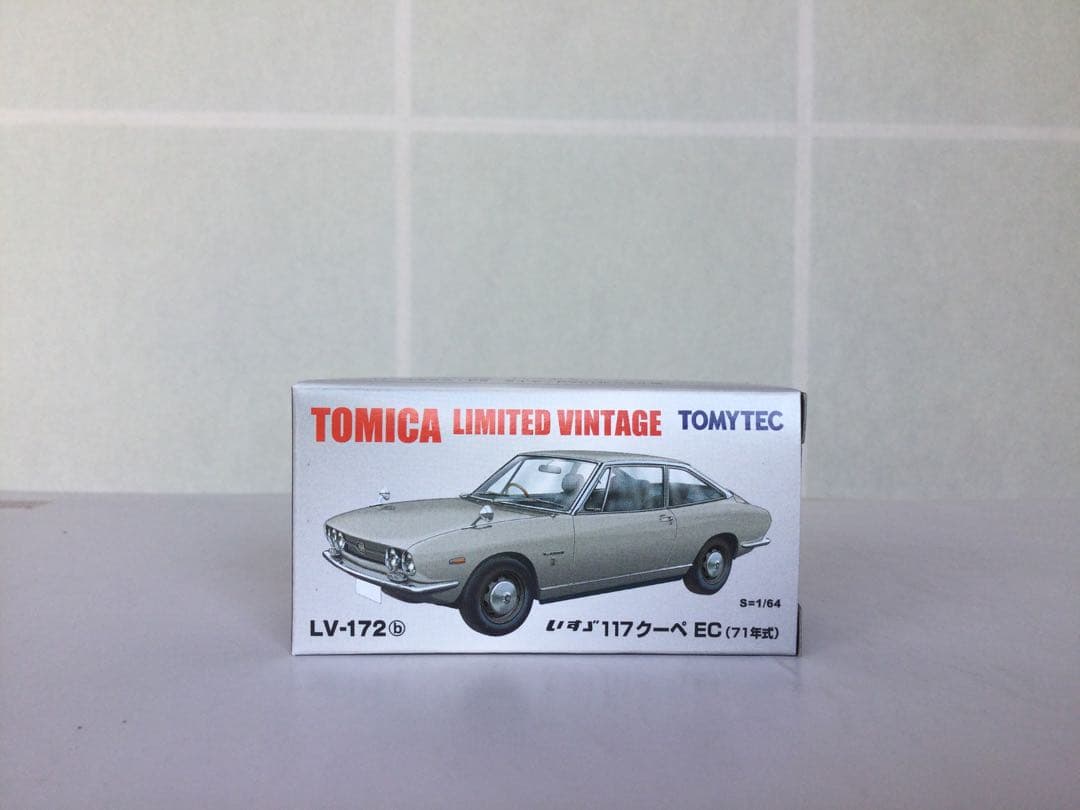 TOMICA LIMITED VINTAGE TOMYTEC
S=1/64
LV-172ⓑ いすゞ117クーペ EC(71年式)